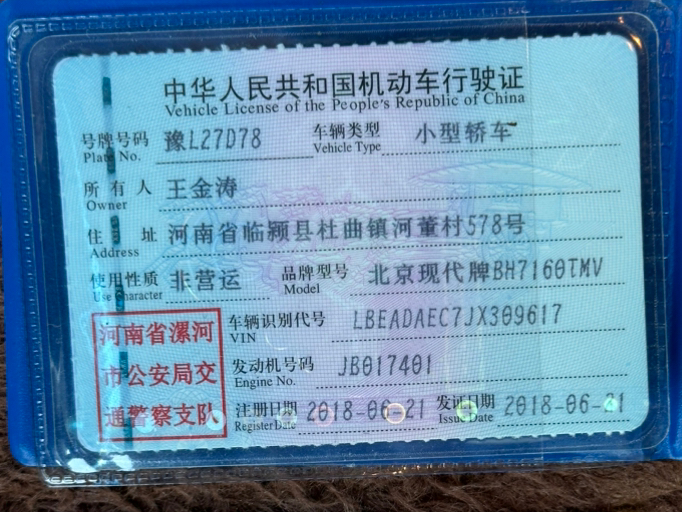 中华人民共和国机动车行驶证
Vehicle License of the People's Republic of China
号牌号码 豫L27D78 车辆类型 小型轿车
Plate No. Vehicle Type
所有人 王金涛
Owner
住址 河南省临颍县杜曲镇河董村578号
Address
使用性质 非营运 品牌型号 北京现代牌BH7160TMV
Use Character Model
河南省漯河
市公安局交
通警察支队
车辆识别代号 LBEADAEC7JX309617
VIN
发动机号码 JB017401
Engine No.
注册日期 2018-06-21 发证日期 2018-06-21
Register Date Issue Date